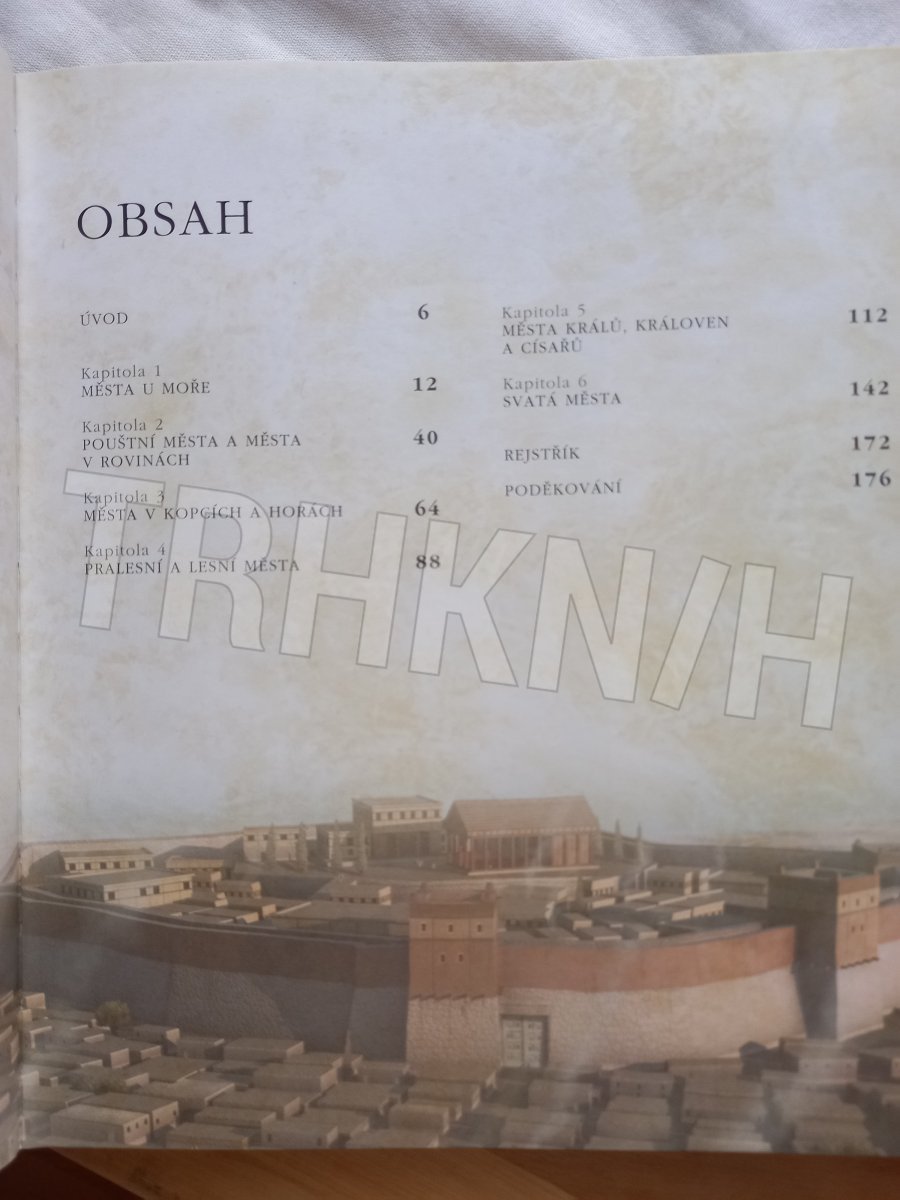 OBSAH
ÚVOD 6
Kapitola 1
MĚSTA U MOŘE 12
Kapitola 2
POUŠTNÍ MĚSTA A MĚSTA 40
V ROVINÁCH
Kapitola 3
MĚSTA V KOPCÍCH A HORÁCH 64
Kapitola 4
PRALESNÍ A LESNÍ MĚSTA 88
Kapitola 5 112
MĚSTA KRÁLŮ, KRÁLOVEN
A CÍSAŘŮ
Kapitola 6
SVATÁ MĚSTA 142
REJSTŘÍK 172
PODĚKOVÁNÍ 176
TRHKN/H